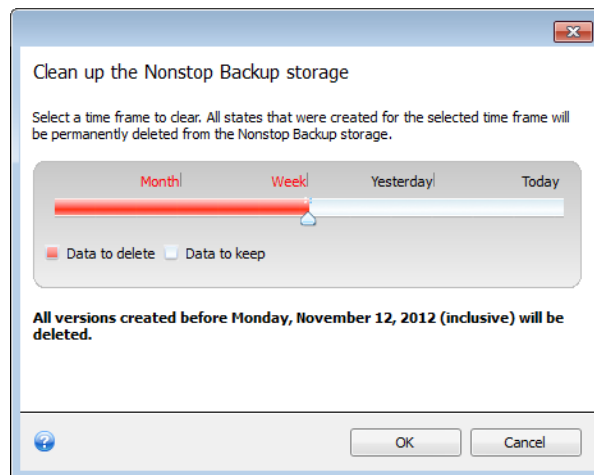 Clean up the Nonstop Backup storage
Select a time frame to clear. All states that were created for the selected time frame will
be permanently deleted from the Nonstop Backup storage.
Month Week Yesterday Today
Data to delete Data to keep
All versions created before Monday, November 12, 2012 (inclusive) will be
deleted.
? OK Cancel